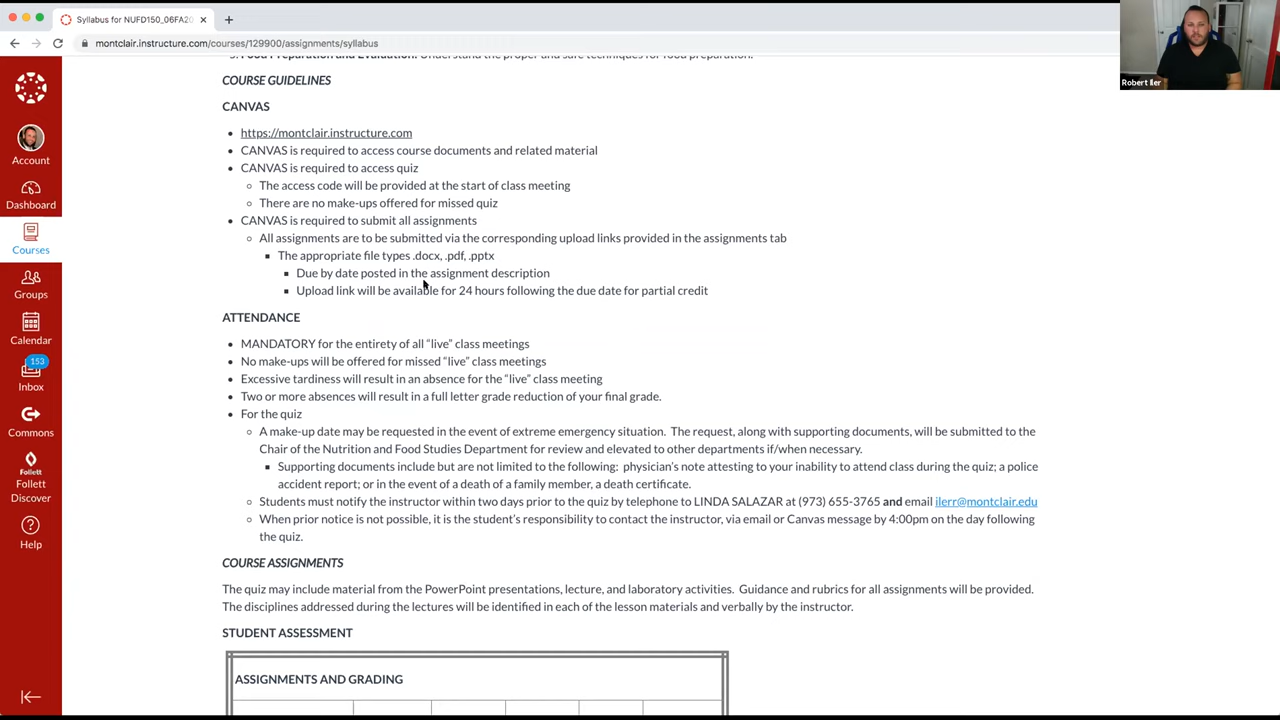 Syllabus for NUFD150_06FA20
montclair.instructure.com/courses/129900/assignments/syllabus
Robert Iler
Account
Dashboard
Courses
Groups
Calendar
153
Inbox
Commons
Follett
Discover
Help
5. Food Preparation and Evaluation: Understand the proper and safe techniques for food preparation.
COURSE GUIDELINES
CANVAS
https://montclair.instructure.com
CANVAS is required to access course documents and related material
CANVAS is required to access quiz
The access code will be provided at the start of class meeting
There are no make-ups offered for missed quiz
CANVAS is required to submit all assignments
All assignments are to be submitted via the corresponding upload links provided in the assignments tab
The appropriate file types .docx, .pdf, .pptx
Due by date posted in the assignment description
Upload link will be available for 24 hours following the due date for partial credit
ATTENDANCE
MANDATORY for the entirety of all “live” class meetings
No make-ups will be offered for missed “live” class meetings
Excessive tardiness will result in an absence for the “live” class meeting
Two or more absences will result in a full letter grade reduction of your final grade.
For the quiz
A make-up date may be requested in the event of extreme emergency situation. The request, along with supporting documents, will be submitted to the
Chair of the Nutrition and Food Studies Department for review and elevated to other departments if/when necessary.
Supporting documents include but are not limited to the following: physician’s note attesting to your inability to attend class during the quiz; a police
accident report; or in the event of a death of a family member, a death certificate.
Students must notify the instructor within two days prior to the quiz by telephone to LINDA SALAZAR at (973) 655-3765 and email ilerr@montclair.edu
When prior notice is not possible, it is the student’s responsibility to contact the instructor, via email or Canvas message by 4:00pm on the day following
the quiz.
COURSE ASSIGNMENTS
The quiz may include material from the PowerPoint presentations, lecture, and laboratory activities. Guidance and rubrics for all assignments will be provided.
The disciplines addressed during the lectures will be identified in each of the lesson materials and verbally by the instructor.
STUDENT ASSESSMENT
ASSIGNMENTS AND GRADING